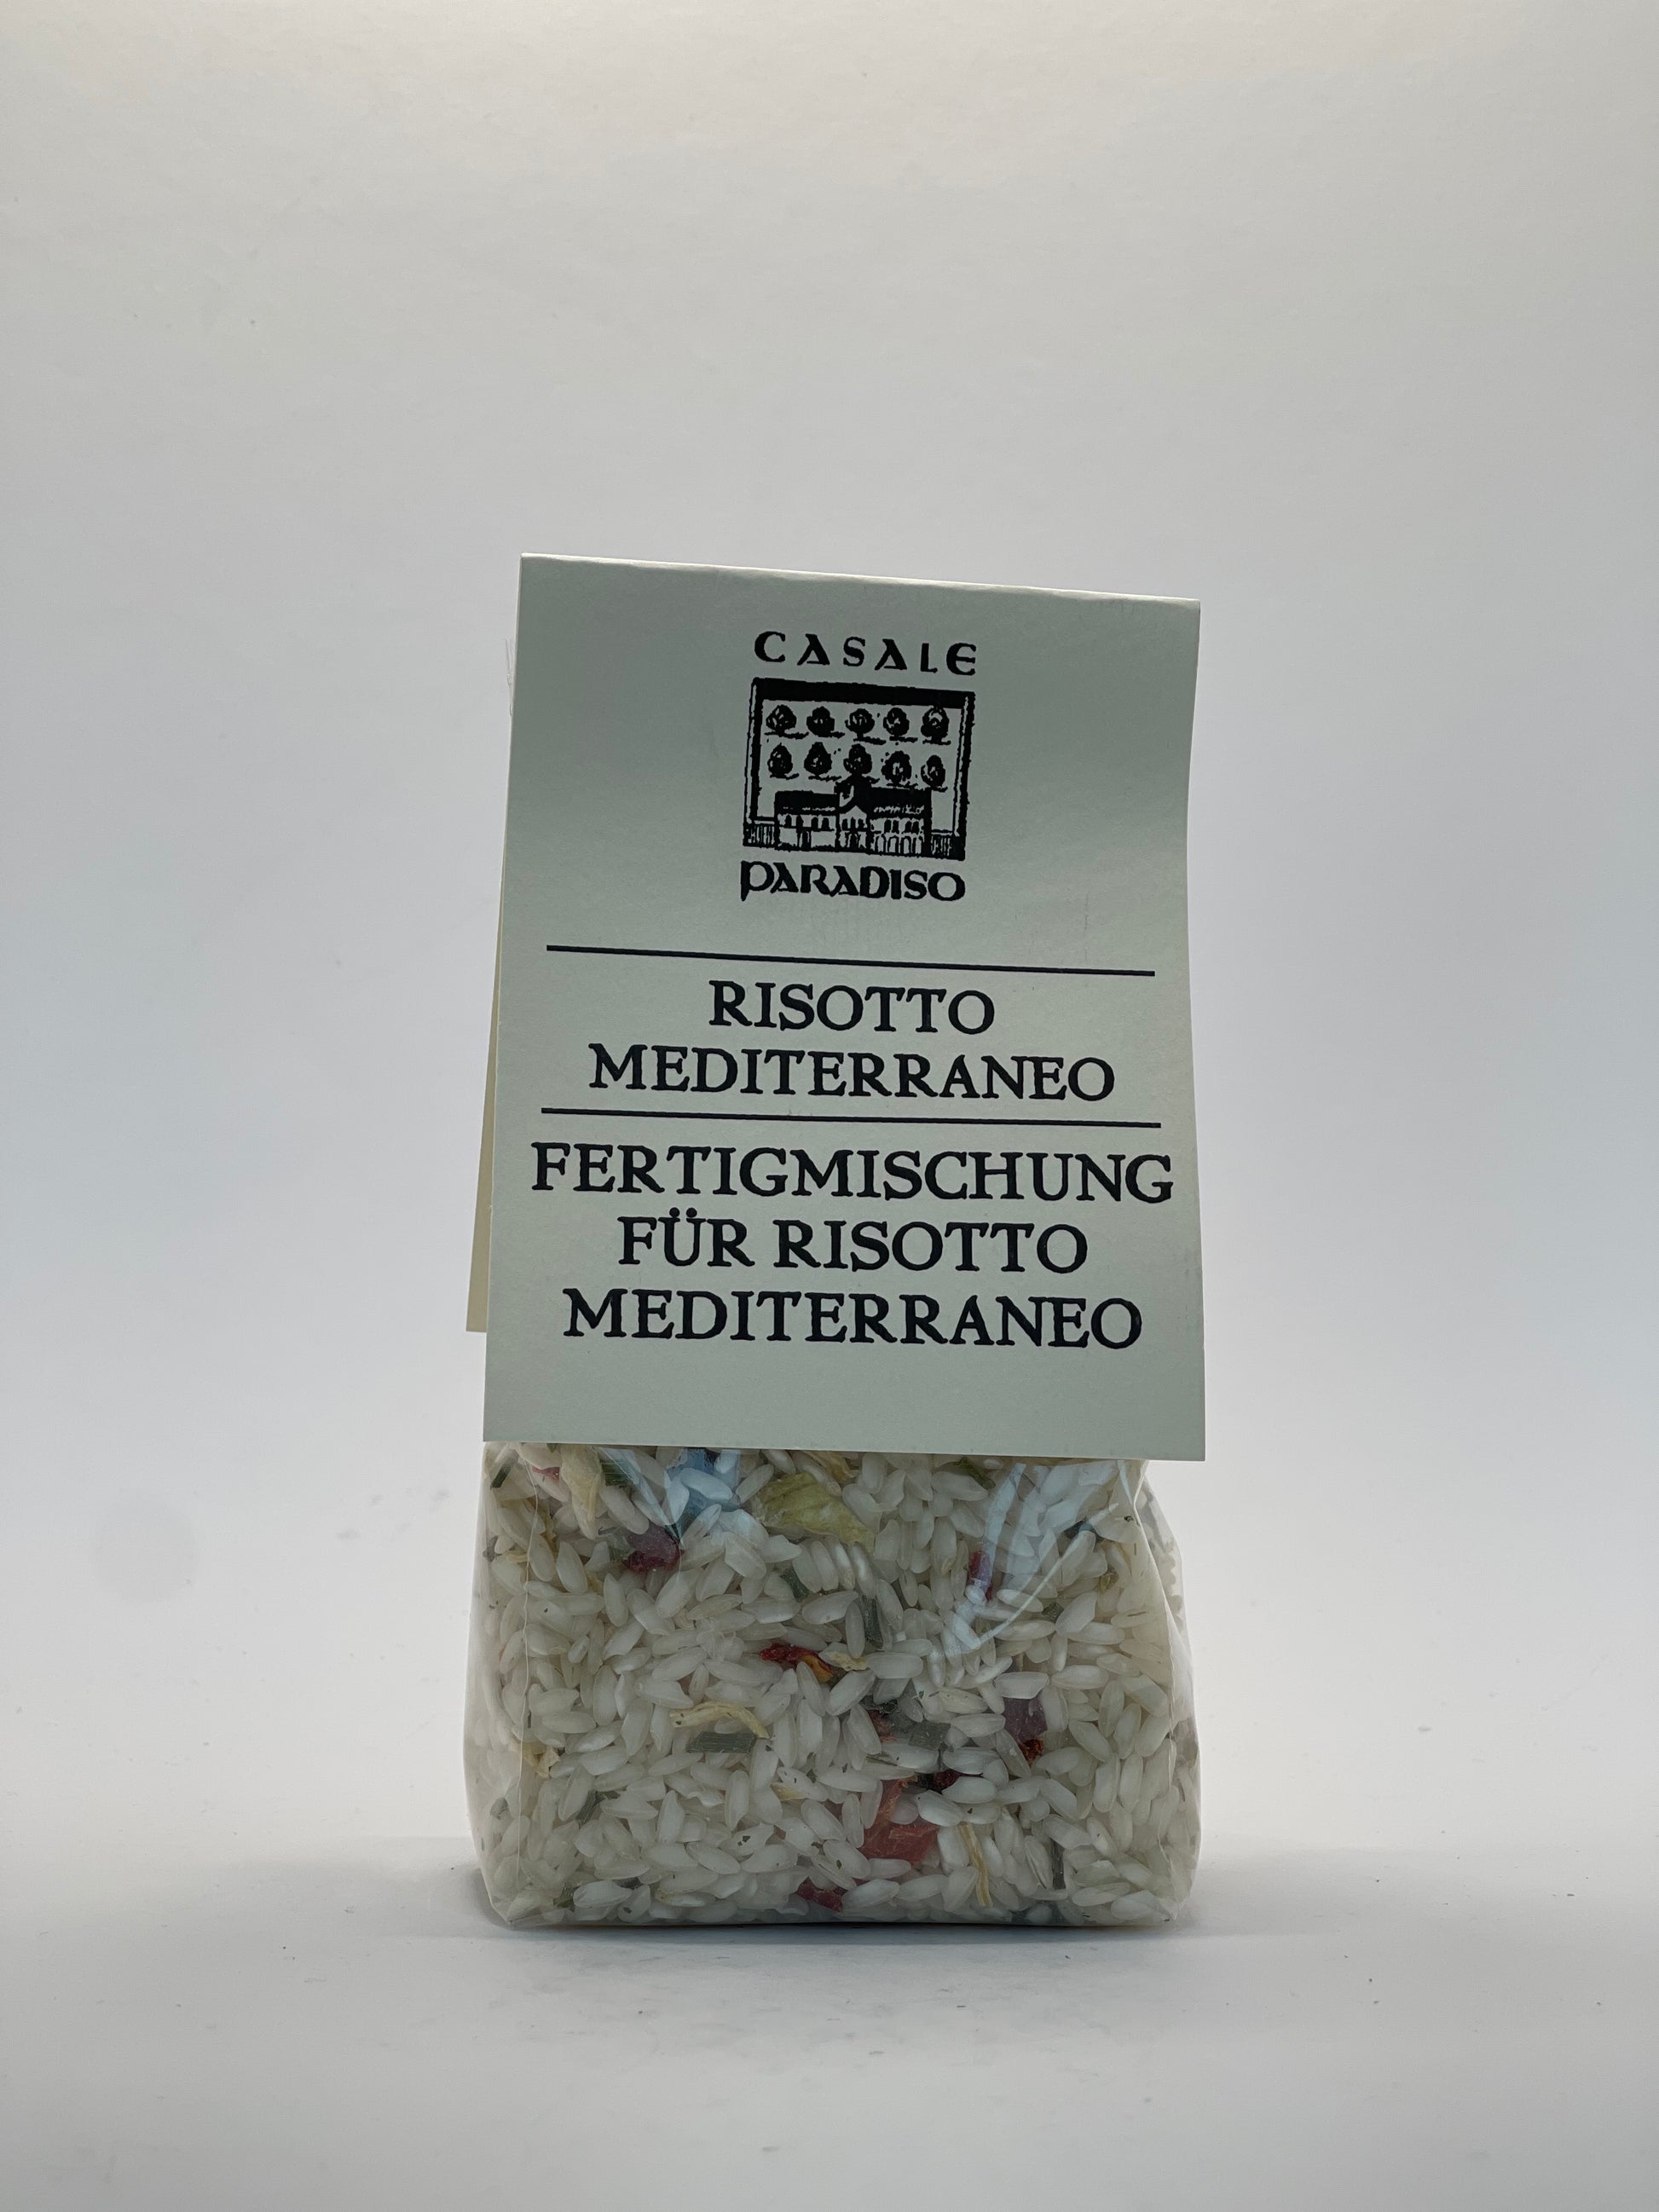 CASALE
PARADISO
RISOTTO
MEDITERRANEO
FERTIGMISCHUNG
FÜR RISOTTO
MEDITERRANEO